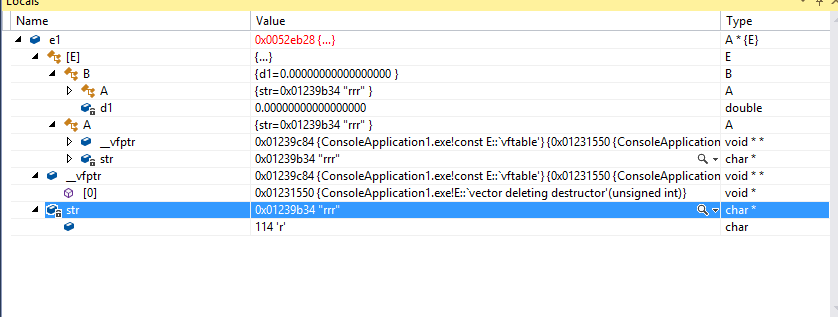 Locals
Name Value Type
e1 0x0052eb28 {...} A * {E}
[E] {...} E
B {d1=0.00000000000000000 } B
A {str=0x01239b34 "rrr" } A
d1 0.00000000000000000 double
A {str=0x01239b34 "rrr" } A
__vfptr 0x01239c84 {ConsoleApplication1.exe!const E::`vftable'} {0x01231550 {ConsoleApplication void * *
str 0x01239b34 "rrr" char *
__vfptr 0x01239c84 {ConsoleApplication1.exe!const E::`vftable'} {0x01231550 {ConsoleApplication void * *
[0] 0x01231550 {ConsoleApplication1.exe!E::`vector deleting destructor'(unsigned int)} void *
str 0x01239b34 "rrr" char *
114 'r' char